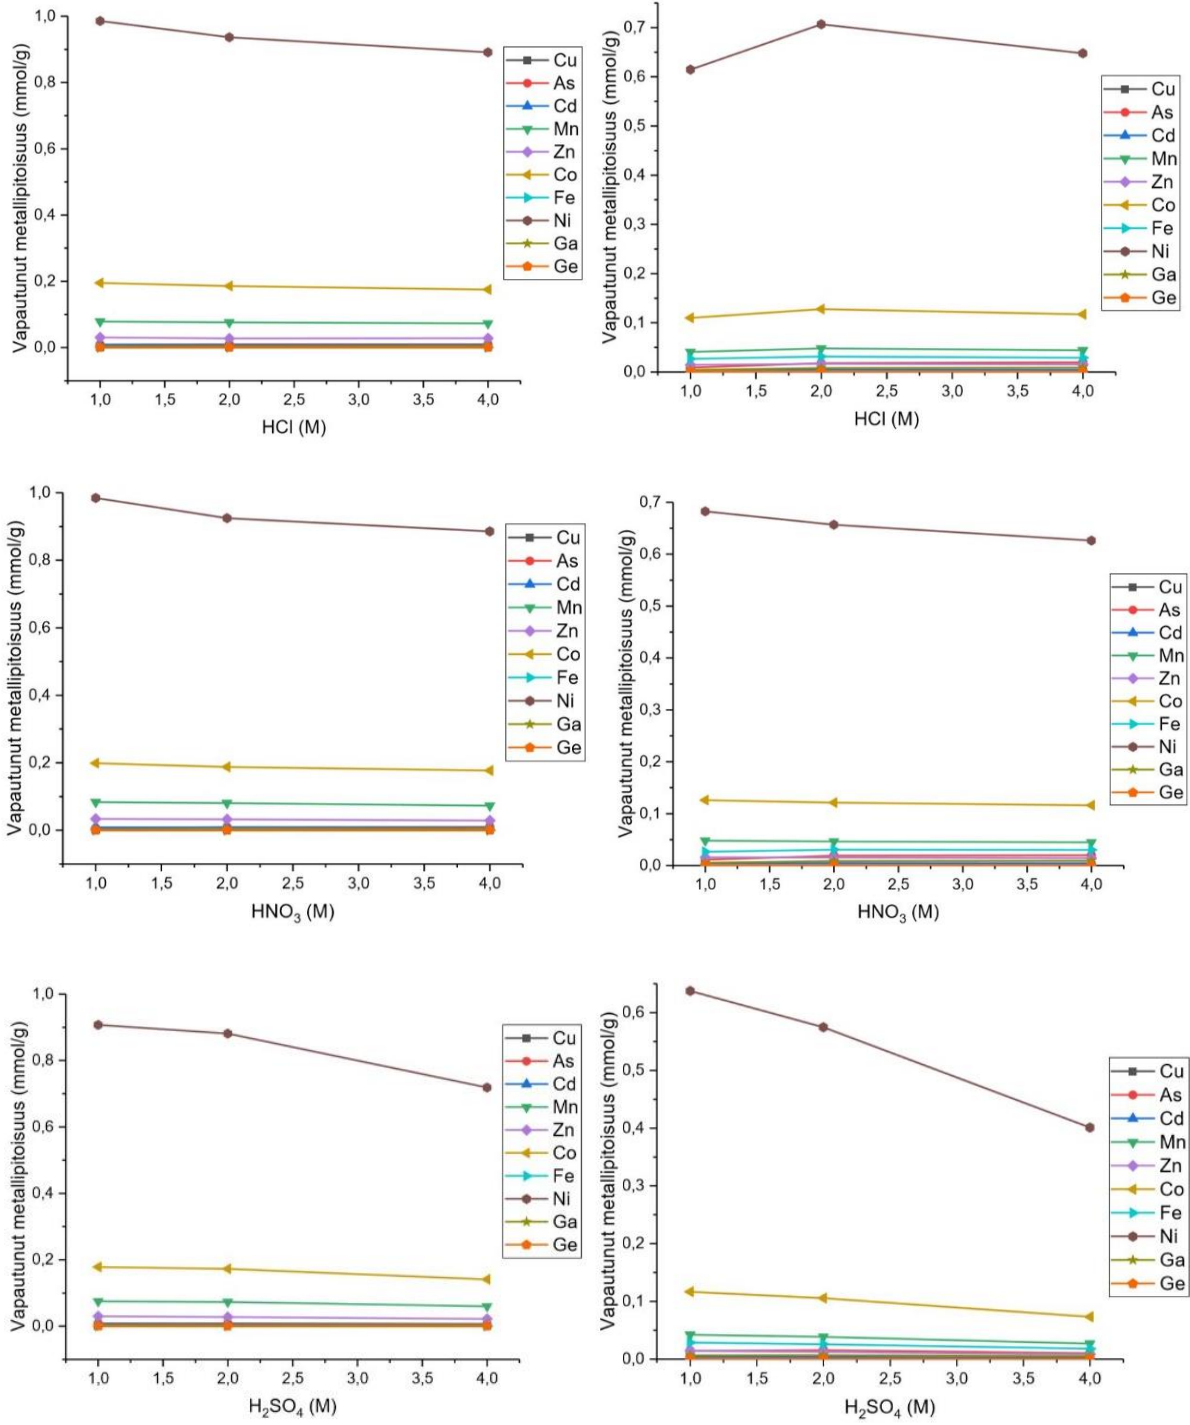 Vapautunut metallipitoisuus (mmol/g)
1,0
0,8
0,6
0,4
0,2
0,0
1,0 1,5 2,0 2,5 3,0 3,5 4,0
HCl (M)
Cu
As
Cd
Mn
Zn
Co
Fe
Ni
Ga
Ge
Vapautunut metallipitoisuus (mmol/g)
0,7
0,6
0,5
0,4
0,3
0,2
0,1
0,0
1,0 1,5 2,0 2,5 3,0 3,5 4,0
HCl (M)
Cu
As
Cd
Mn
Zn
Co
Fe
Ni
Ga
Ge
Vapautunut metallipitoisuus (mmol/g)
1,0
0,8
0,6
0,4
0,2
0,0
1,0 1,5 2,0 2,5 3,0 3,5 4,0
HNO₃ (M)
Cu
As
Cd
Mn
Zn
Co
Fe
Ni
Ga
Ge
Vapautunut metallipitoisuus (mmol/g)
0,7
0,6
0,5
0,4
0,3
0,2
0,1
0,0
1,0 1,5 2,0 2,5 3,0 3,5 4,0
HNO₃ (M)
Cu
As
Cd
Mn
Zn
Co
Fe
Ni
Ga
Ge
Vapautunut metallipitoisuus (mmol/g)
1,0
0,8
0,6
0,4
0,2
0,0
1,0 1,5 2,0 2,5 3,0 3,5 4,0
H₂SO₄ (M)
Cu
As
Cd
Mn
Zn
Co
Fe
Ni
Ga
Ge
Vapautunut metallipitoisuus (mmol/g)
0,6
0,5
0,4
0,3
0,2
0,1
0,0
1,0 1,5 2,0 2,5 3,0 3,5 4,0
H₂SO₄ (M)
Cu
As
Cd
Mn
Zn
Co
Fe
Ni
Ga
Ge